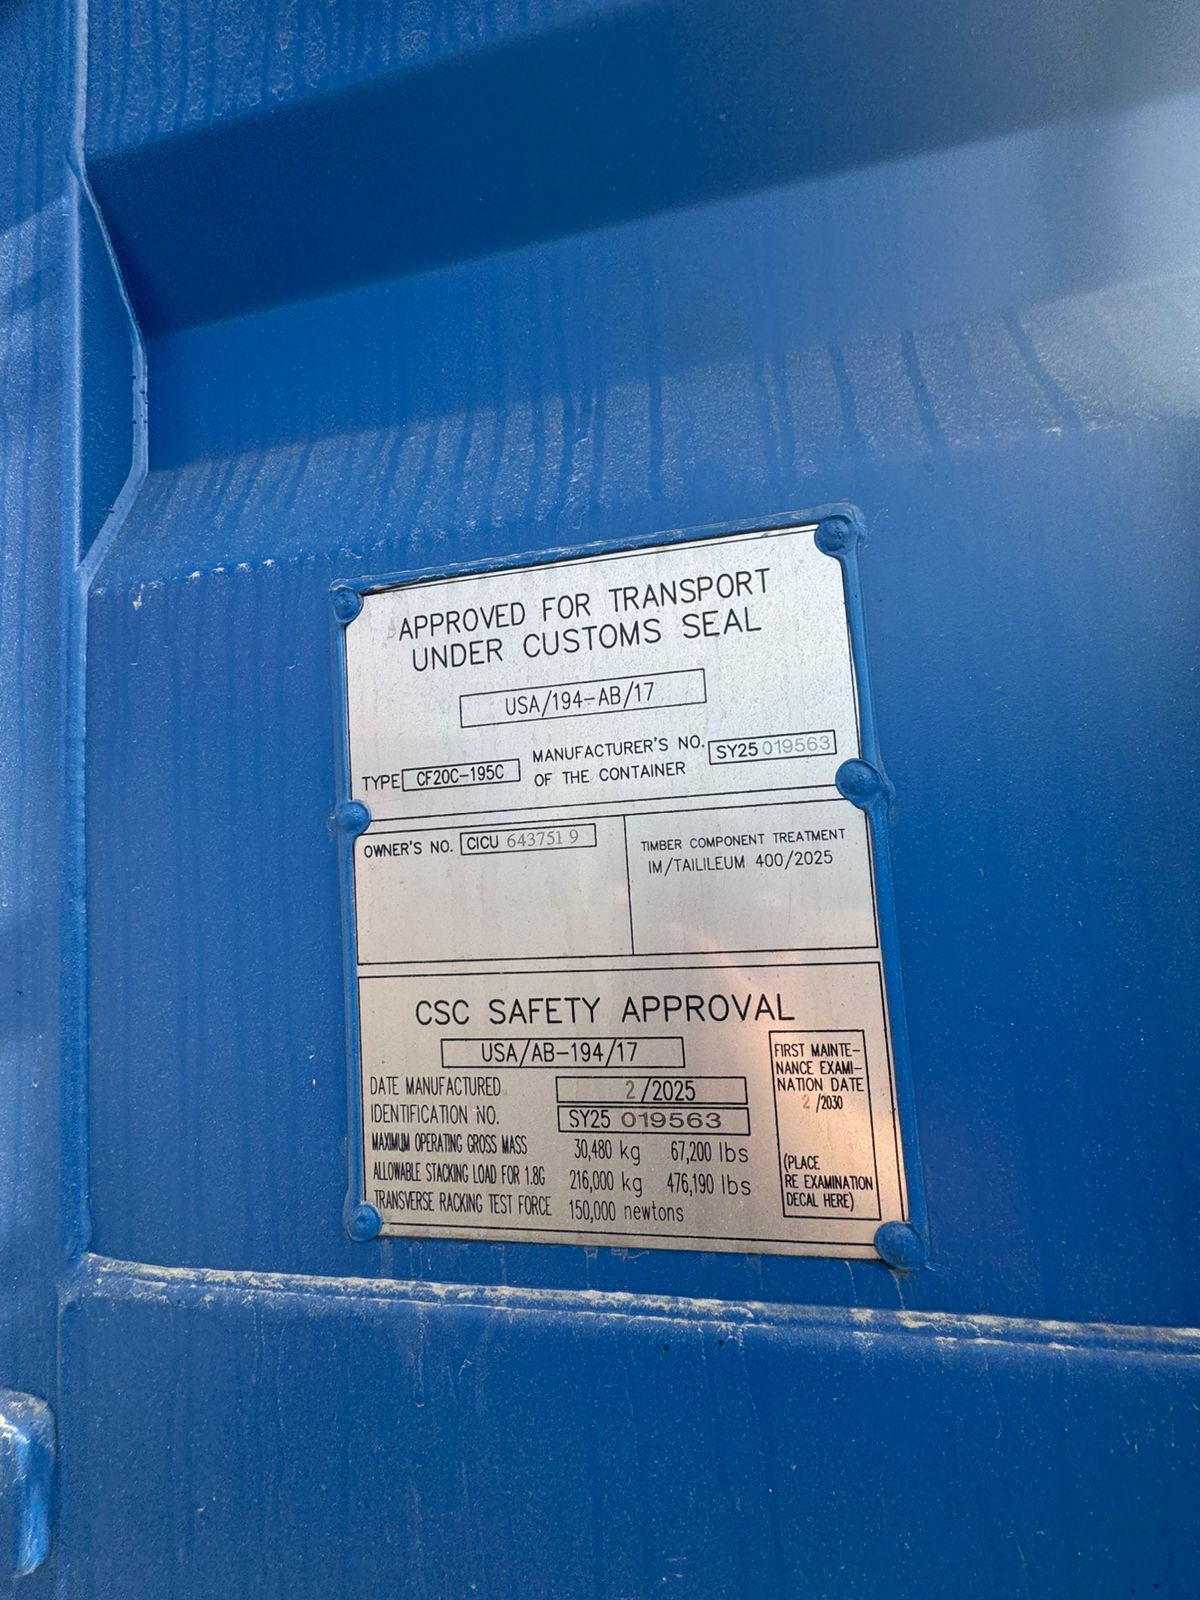 APPROVED FOR TRANSPORT
UNDER CUSTOMS SEAL
USA/194-AB/17
TYPE CF20C-195C MANUFACTURER'S NO. OF THE CONTAINER SY25 019563
OWNER'S NO. CICU 643751 9
TIMBER COMPONENT TREATMENT
IM/TAILILEUM 400/2025
CSC SAFETY APPROVAL
USA/AB-194/17
DATE MANUFACTURED 2/2025
IDENTIFICATION NO. SY25 019563
MAXIMUM OPERATING GROSS MASS 30,480 kg 67,200 lbs
ALLOWABLE STACKING LOAD FOR 1.8G 216,000 kg 476,190 lbs
TRANSVERSE RACKING TEST FORCE 150,000 newtons
FIRST MAINTE-
NANCE EXAMI-
NATION DATE
2/2030
(PLACE
RE EXAMINATION
DECAL HERE)